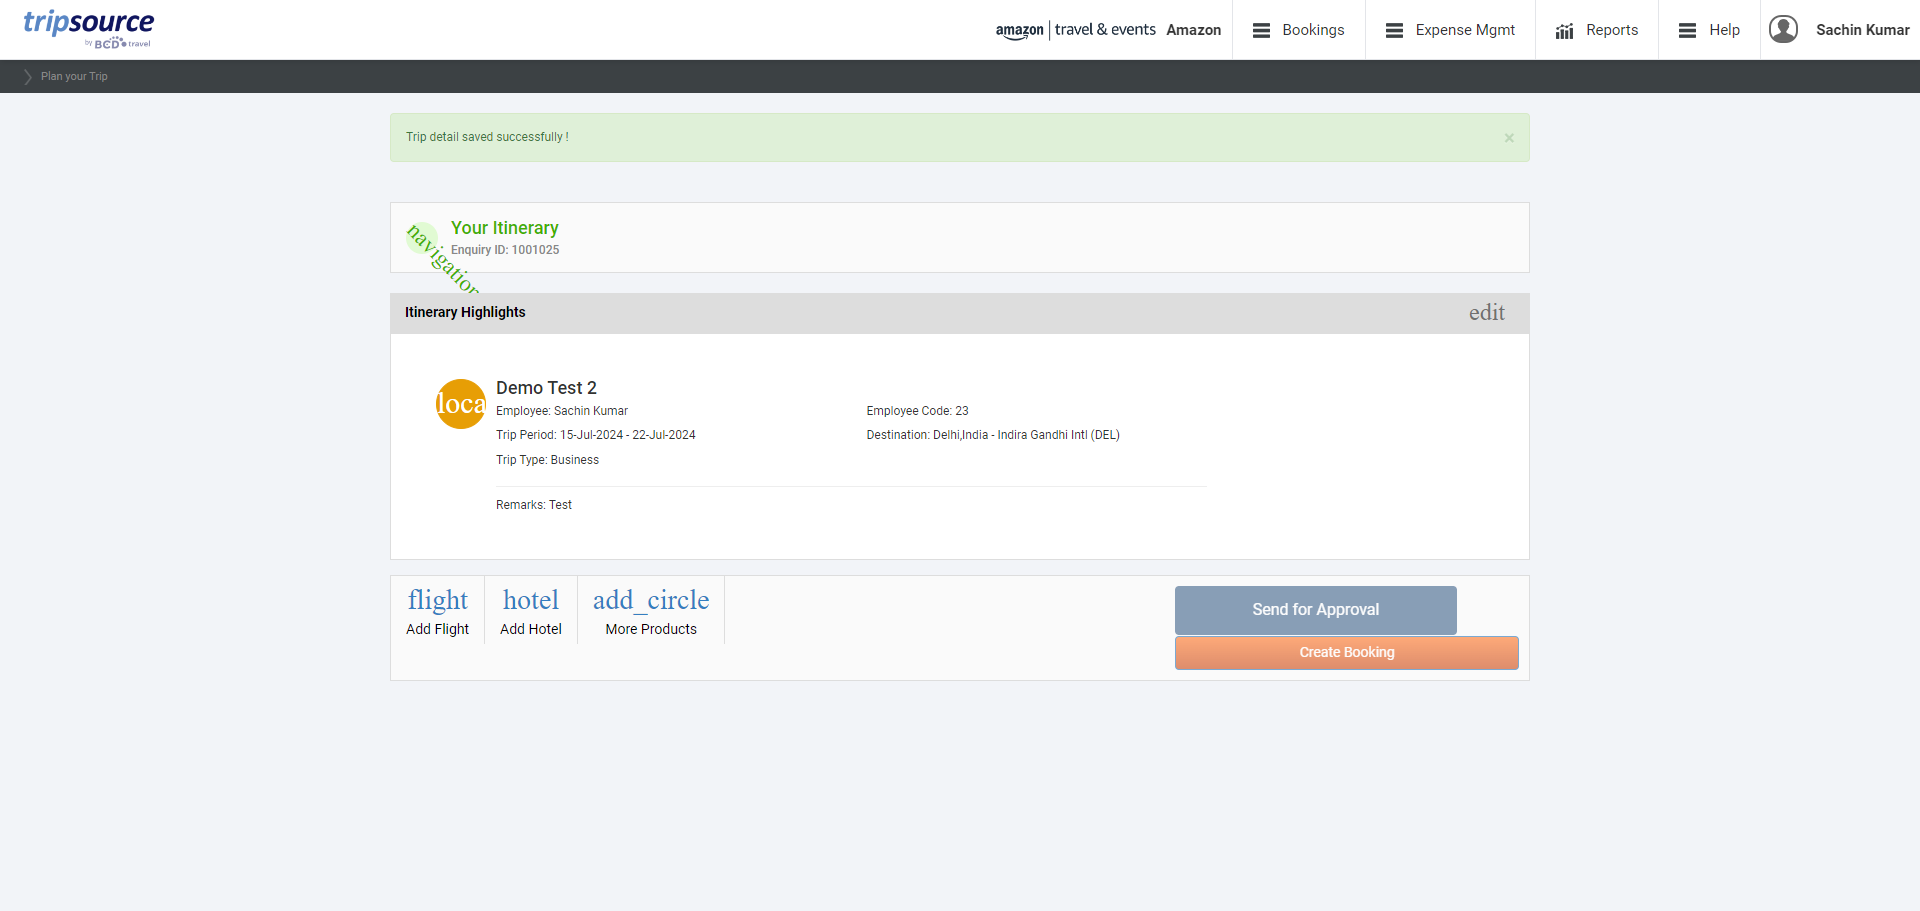 tripsource
by BCD travel
amazon | travel & events Amazon
Bookings
Expense Mgmt
Reports
Help
Sachin Kumar
Plan your Trip
Trip detail saved successfully !
×
navigation
Your Itinerary
Enquiry ID: 1001025
Itinerary Highlights
edit
loca
Demo Test 2
Employee: Sachin Kumar
Employee Code: 23
Trip Period: 15-Jul-2024 - 22-Jul-2024
Destination: Delhi,India - Indira Gandhi Intl (DEL)
Trip Type: Business
Remarks: Test
flight
Add Flight
hotel
Add Hotel
add_circle
More Products
Send for Approval
Create Booking